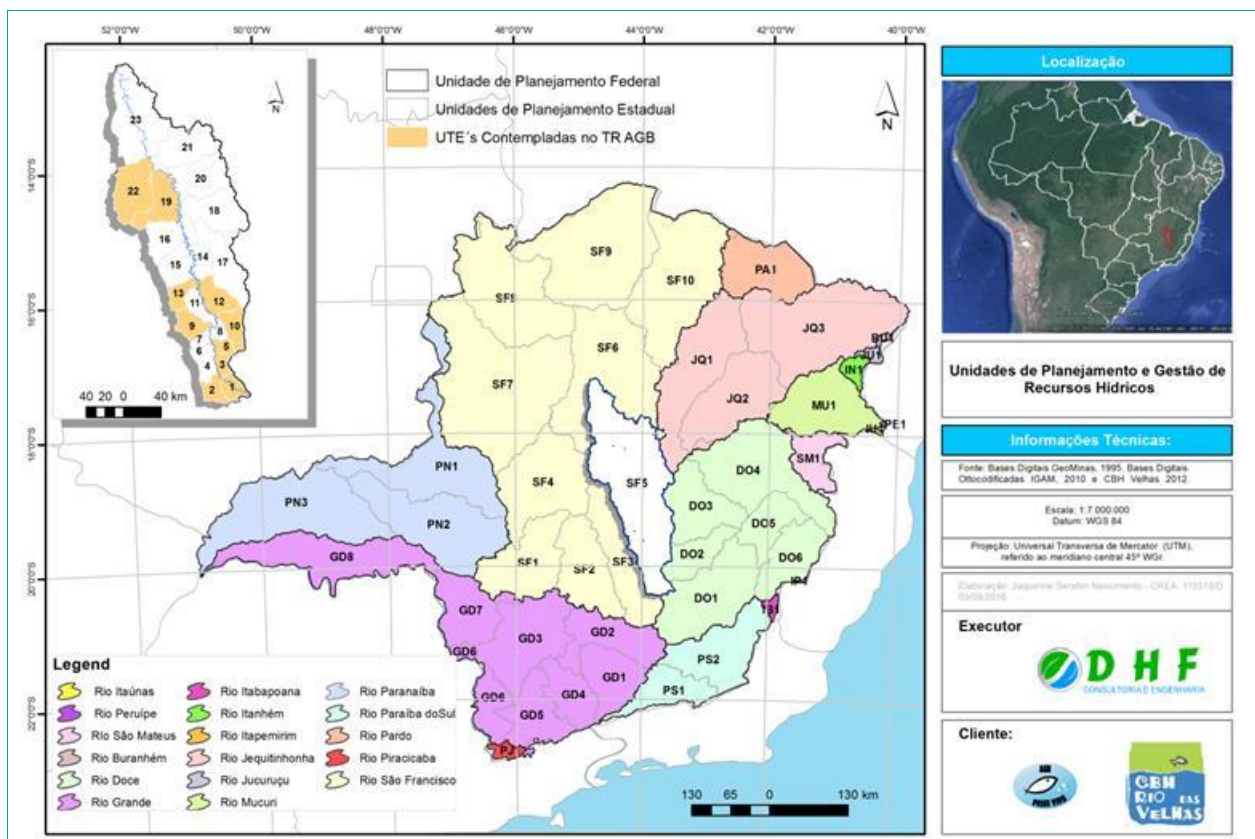 52°0'0"W
50°0'0"W
48°0'0"W
46°0'0"W
44°0'0"W
42°0'0"W
40°0'0"W
14°0'0"S
16°0'0"S
18°0'0"S
20°0'0"S
22°0'0"S
N
23
21
20
22
19
18
16
15
14
17
13
11
12
9
8
10
7
6
5
4
3
2
1
40 20 0 40 km
Unidade de Planejamento Federal
Unidades de Planejamento Estadual
UTE´s Contempladas no TR AGB
N
SF9
SF10
PA1
SF6
SF7
JQ1
JQ3
JQ2
IN1
MU1
SM1
SF5
SF4
PN1
PN3
PN2
DO4
DO3
DO5
DO2
DO6
DO1
SF1
SF2
SF3
GD8
GD7
GD3
GD2
GD6
GD1
GD4
GD5
PS2
PS1
Legend
Rio Itaúnas
Rio Peruípe
RIo São Mateus
Rio Buranhém
Rio Doce
Rio Grande
Rio Itabapoana
Rio Itanhém
Rio Itapemirim
Rio Jequitinhonha
Rio Jucuruçu
Rio Mucuri
Rio Paranaíba
Rio Paraíba doSul
Rio Pardo
Rio Piracicaba
Rio São Francisco
130 65 0 130 km
Localização
Unidades de Planejamento e Gestão de
Recursos Hídricos
Informações Técnicas:
Fonte: Bases Digitais GeoMinas, 1995. Bases Digitais
Ottocodificadas IGAM, 2010 e CBH Velhas 2012
Escala: 1:7.000.000
Datum: WGS 84
Projeção: Universal Transversa de Mercator (UTM),
referido ao meridiano central 45º WGr.
Executor
DHF
CONSULTORIA E ENGENHARIA
Cliente:
CBH
RIO DAS
VELHAS